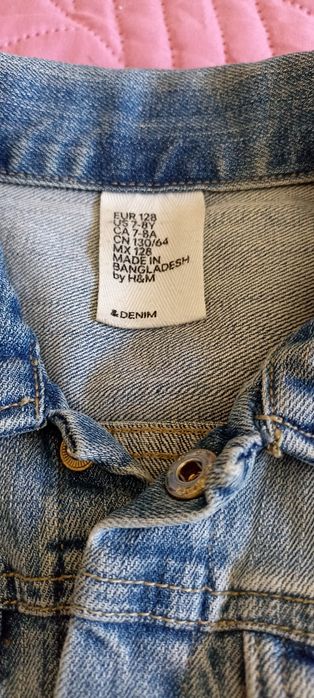 EUR 128
US 7-8Y
CA 7-8A
CN 130/64
MX 128
MADE IN
BANGLADESH
by H&M
& DENIM